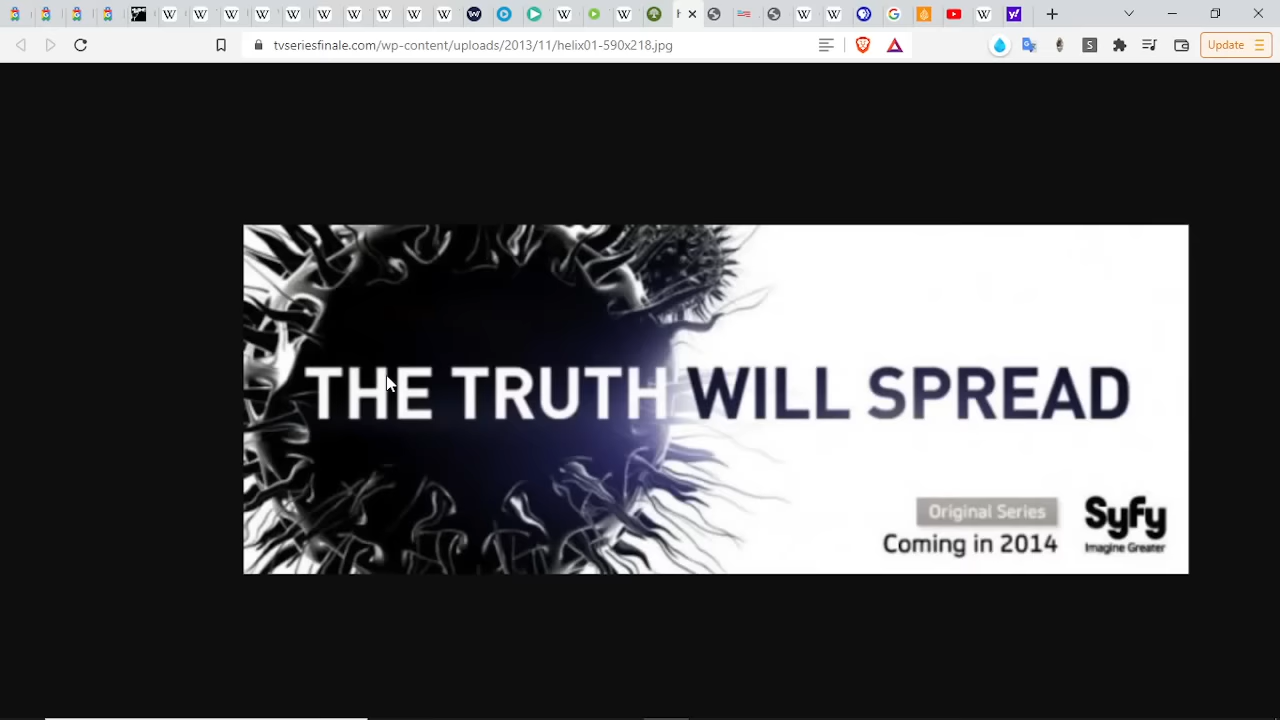 tvseriesfinale.com/wp-content/uploads/2013/11/helix01-590x218.jpg
Update
THE TRUTH WILL SPREAD
Original Series
Coming in 2014
Syfy
Imagine Greater